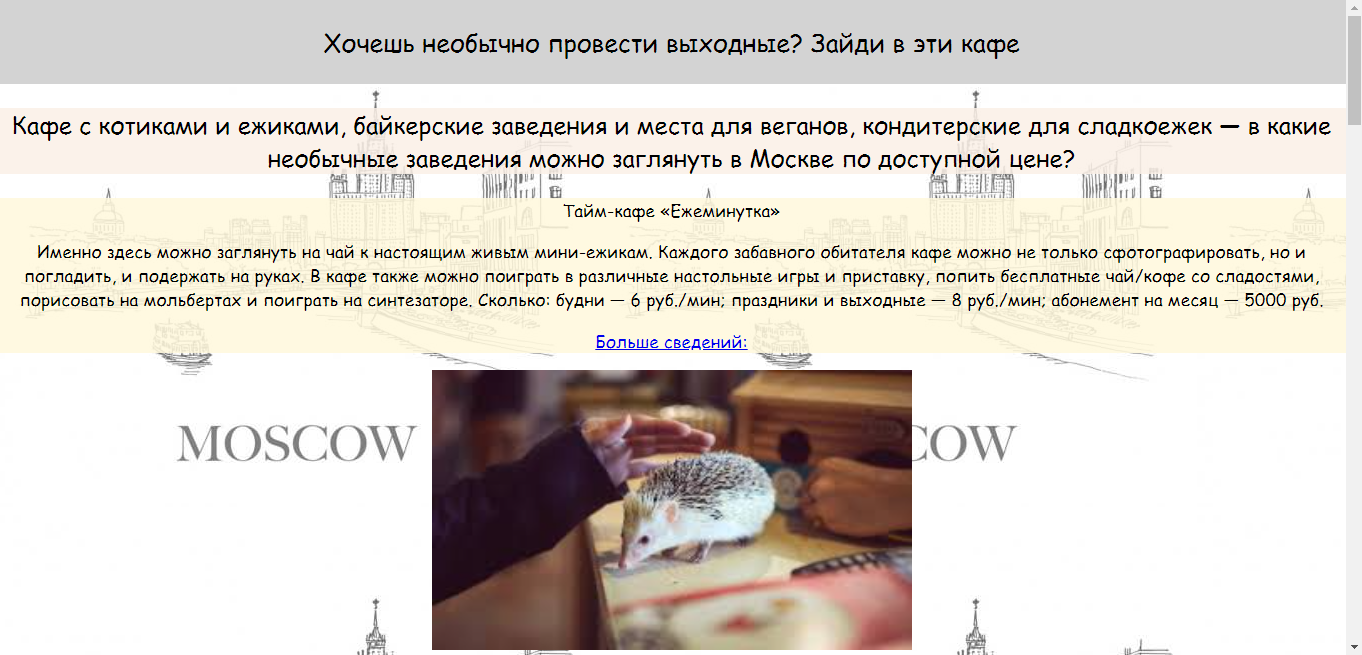 Хочешь необычно провести выходные? Зайди в эти кафе
Кафе с котиками и ежиками, байкерские заведения и места для веганов, кондитерские для сладкоежек — в какие
необычные заведения можно заглянуть в Москве по доступной цене?
Тайм-кафе «Ежеминутка»
Именно здесь можно заглянуть на чай к настоящим живым мини-ежикам. Каждого забавного обитателя кафе можно не только сфотографировать, но и
погладить, и подержать на руках. В кафе также можно поиграть в различные настольные игры и приставку, попить бесплатные чай/кофе со сладостями,
порисовать на мольбертах и поиграть на синтезаторе. Сколько: будни — 6 руб./мин; праздники и выходные — 8 руб./мин; абонемент на месяц — 5000 руб.
Больше сведений:
MOSCOW
COW